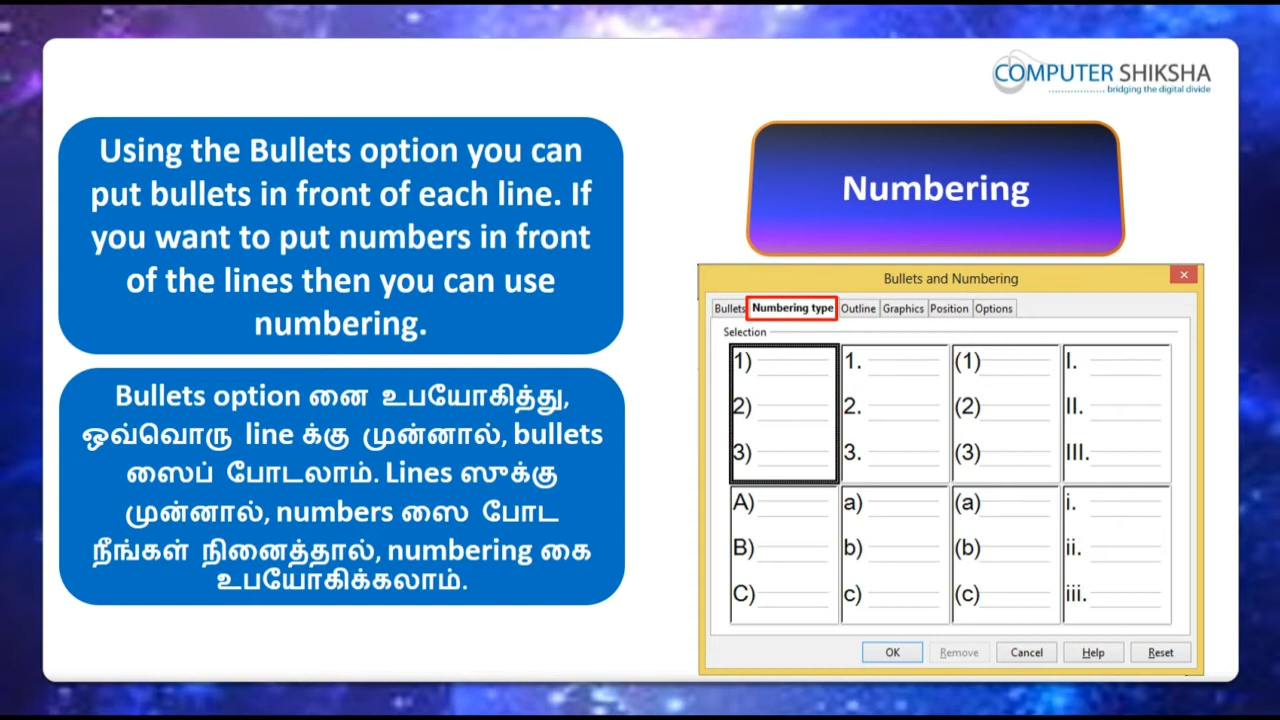 COMPUTER SHIKSHA
bridging the digital divide
Using the Bullets option you can
put bullets in front of each line. If
you want to put numbers in front
of the lines then you can use
numbering.
Bullets option னை உபயோகித்து,
ஒவ்வொரு line க்கு முன்னால், bullets
ஸைப் போடலாம். Lines ஸுக்கு
முன்னால், numbers ஸை போட
நீங்கள் நினைத்தால், numbering கை
உபயோகிக்கலாம்.
Numbering
Bullets and Numbering
Bullets Numbering type Outline Graphics Position Options
Selection
1) 1. (1) I.
2) 2. (2) II.
3) 3. (3) III.
A) a) (a) i.
B) b) (b) ii.
C) c) (c) iii.
OK Remove Cancel Help Reset